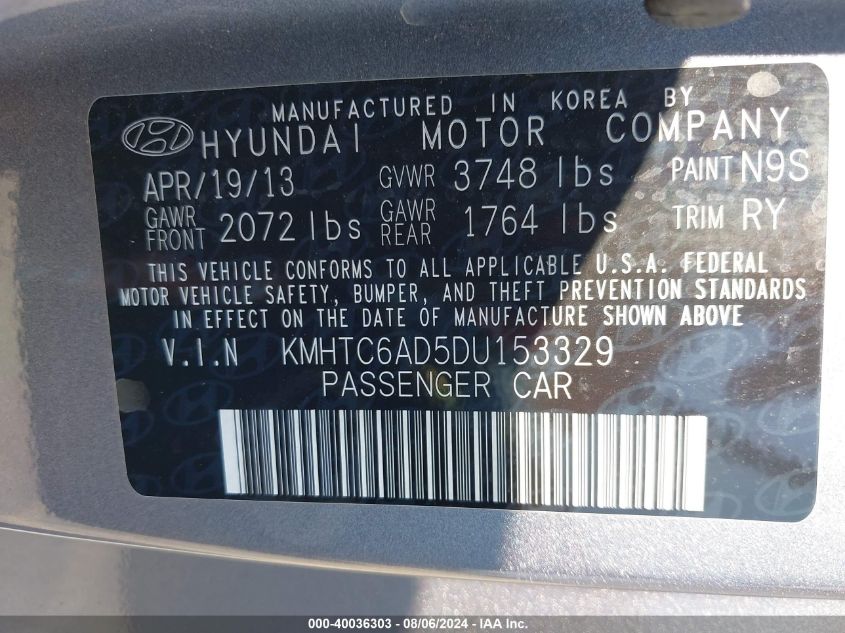 MANUFACTURED IN KOREA BY
HYUNDAI MOTOR COMPANY
APR/19/13 GVWR 3748 lbs PAINT N9S
GAWR FRONT 2072 lbs GAWR REAR 1764 lbs TRIM RY
THIS VEHICLE CONFORMS TO ALL APPLICABLE U.S.A. FEDERAL
MOTOR VEHICLE SAFETY, BUMPER, AND THEFT PREVENTION STANDARDS
IN EFFECT ON THE DATE OF MANUFACTURE SHOWN ABOVE
V.I.N KMHTC6AD5DU153329
PASSENGER CAR
000-40036303 - 08/06/2024 - IAA Inc.